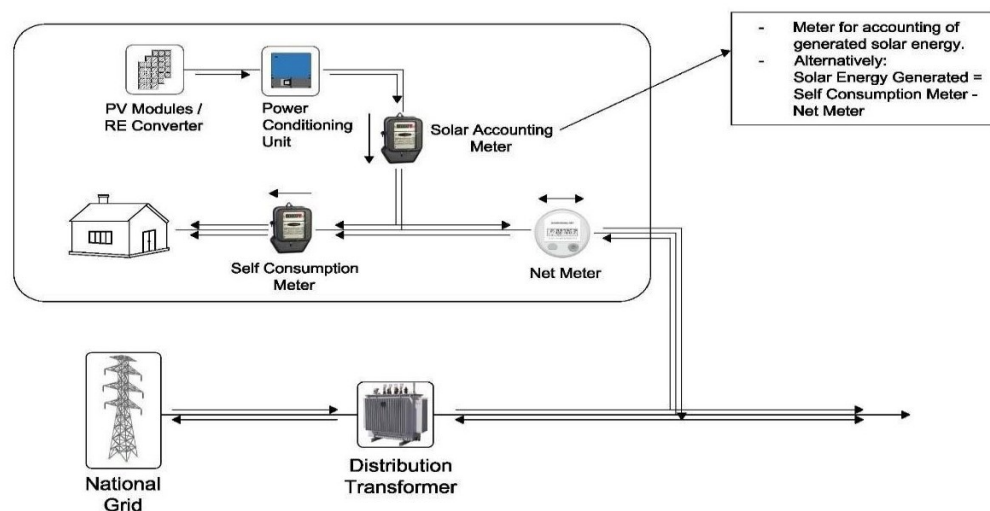 - Meter for accounting of
generated solar energy.
- Alternatively:
Solar Energy Generated =
Self Consumption Meter -
Net Meter
PV Modules /
RE Converter
Power
Conditioning
Unit
Solar Accounting
Meter
Self Consumption
Meter
Net Meter
National
Grid
Distribution
Transformer